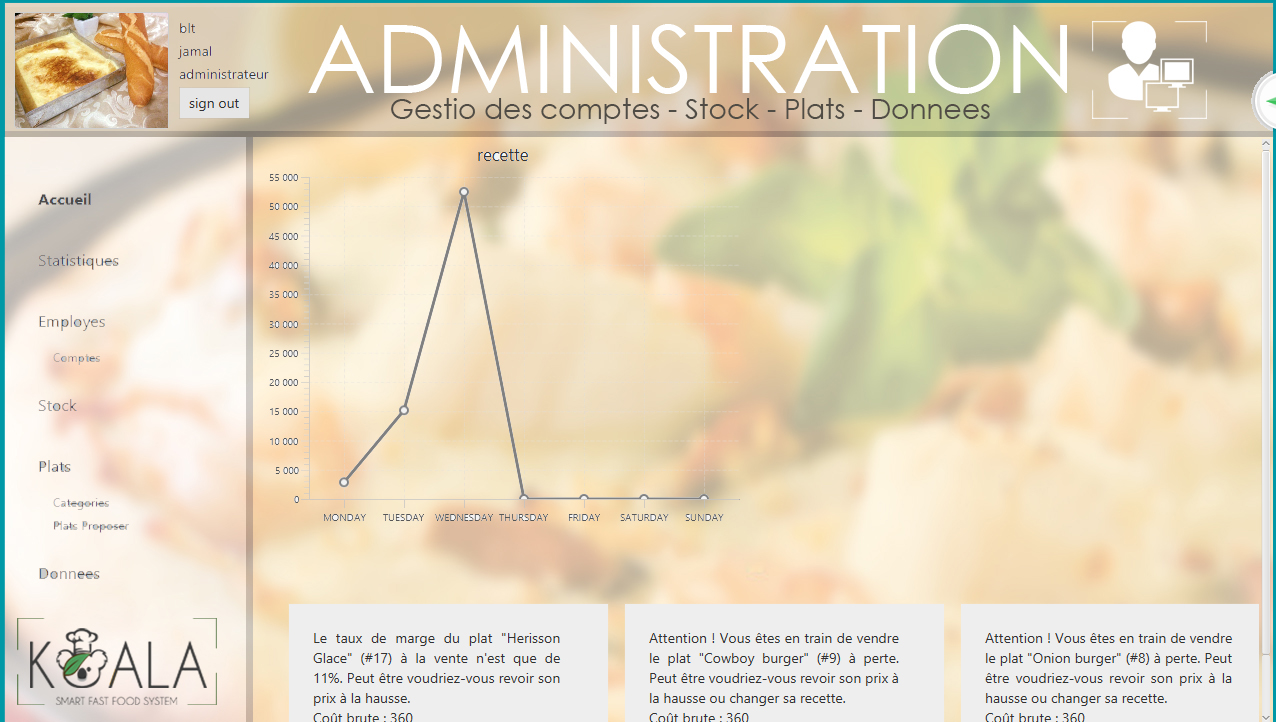 blt
jamal
administrateur
sign out
ADMINISTRATION
Gestio des comptes - Stock - Plats - Donnees
Accueil
Statistiques
Employes
Comptes
Stock
Plats
Categories
Plats Proposer
Donnees
KOALA
SMART FAST FOOD SYSTEM
recette
55 000
50 000
45 000
40 000
35 000
30 000
25 000
20 000
15 000
10 000
5 000
0
MONDAY TUESDAY WEDNESDAY THURSDAY FRIDAY SATURDAY SUNDAY
Le taux de marge du plat "Herisson
Glace" (#17) à la vente n'est que de
11%. Peut être voudriez-vous revoir son
prix à la hausse.
Coût brute : 360
Attention ! Vous êtes en train de vendre
le plat "Cowboy burger" (#9) à perte.
Peut être voudriez-vous revoir son prix à
la hausse ou changer sa recette.
Coût brute : 360
Attention ! Vous êtes en train de vendre
le plat "Onion burger" (#8) à perte. Peut
être voudriez-vous revoir son prix à la
hausse ou changer sa recette.
Coût brute : 360